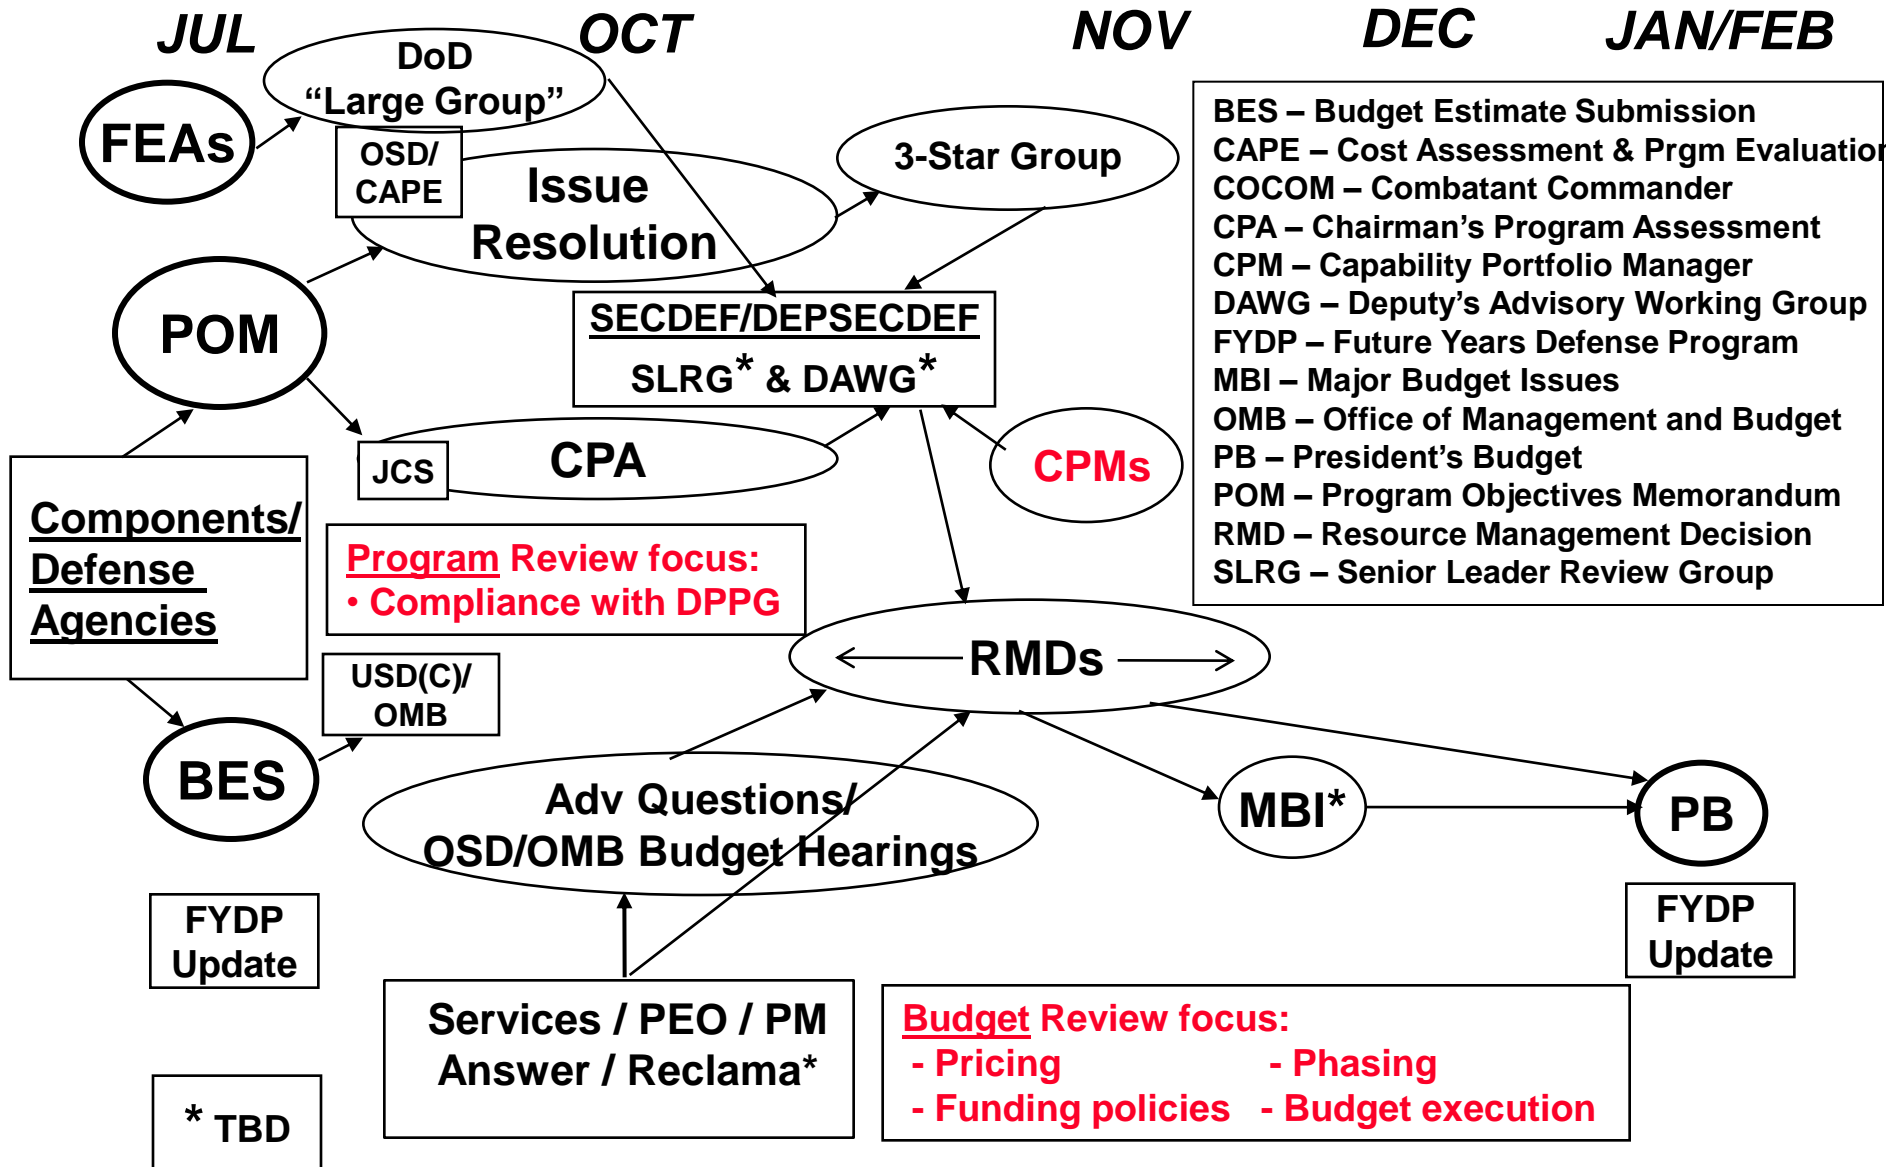 JUL OCT NOV DEC JAN/FEB
DoD
“Large Group”
FEAs
OSD/
CAPE
Issue
Resolution
3-Star Group
POM
SECDEF/DEPSECDEF
SLRG* & DAWG*
JCS
CPA
CPMs
Components/
Defense
Agencies
Program Review focus:
• Compliance with DPPG
USD(C)/
OMB
RMDs
BES
Adv Questions/
OSD/OMB Budget Hearings
MBI*
PB
FYDP
Update
FYDP
Update
Services / PEO / PM
Answer / Reclama*
Budget Review focus:
- Pricing - Phasing
- Funding policies - Budget execution
* TBD
BES – Budget Estimate Submission
CAPE – Cost Assessment & Prgm Evaluation
COCOM – Combatant Commander
CPA – Chairman’s Program Assessment
CPM – Capability Portfolio Manager
DAWG – Deputy’s Advisory Working Group
FYDP – Future Years Defense Program
MBI – Major Budget Issues
OMB – Office of Management and Budget
PB – President’s Budget
POM – Program Objectives Memorandum
RMD – Resource Management Decision
SLRG – Senior Leader Review Group